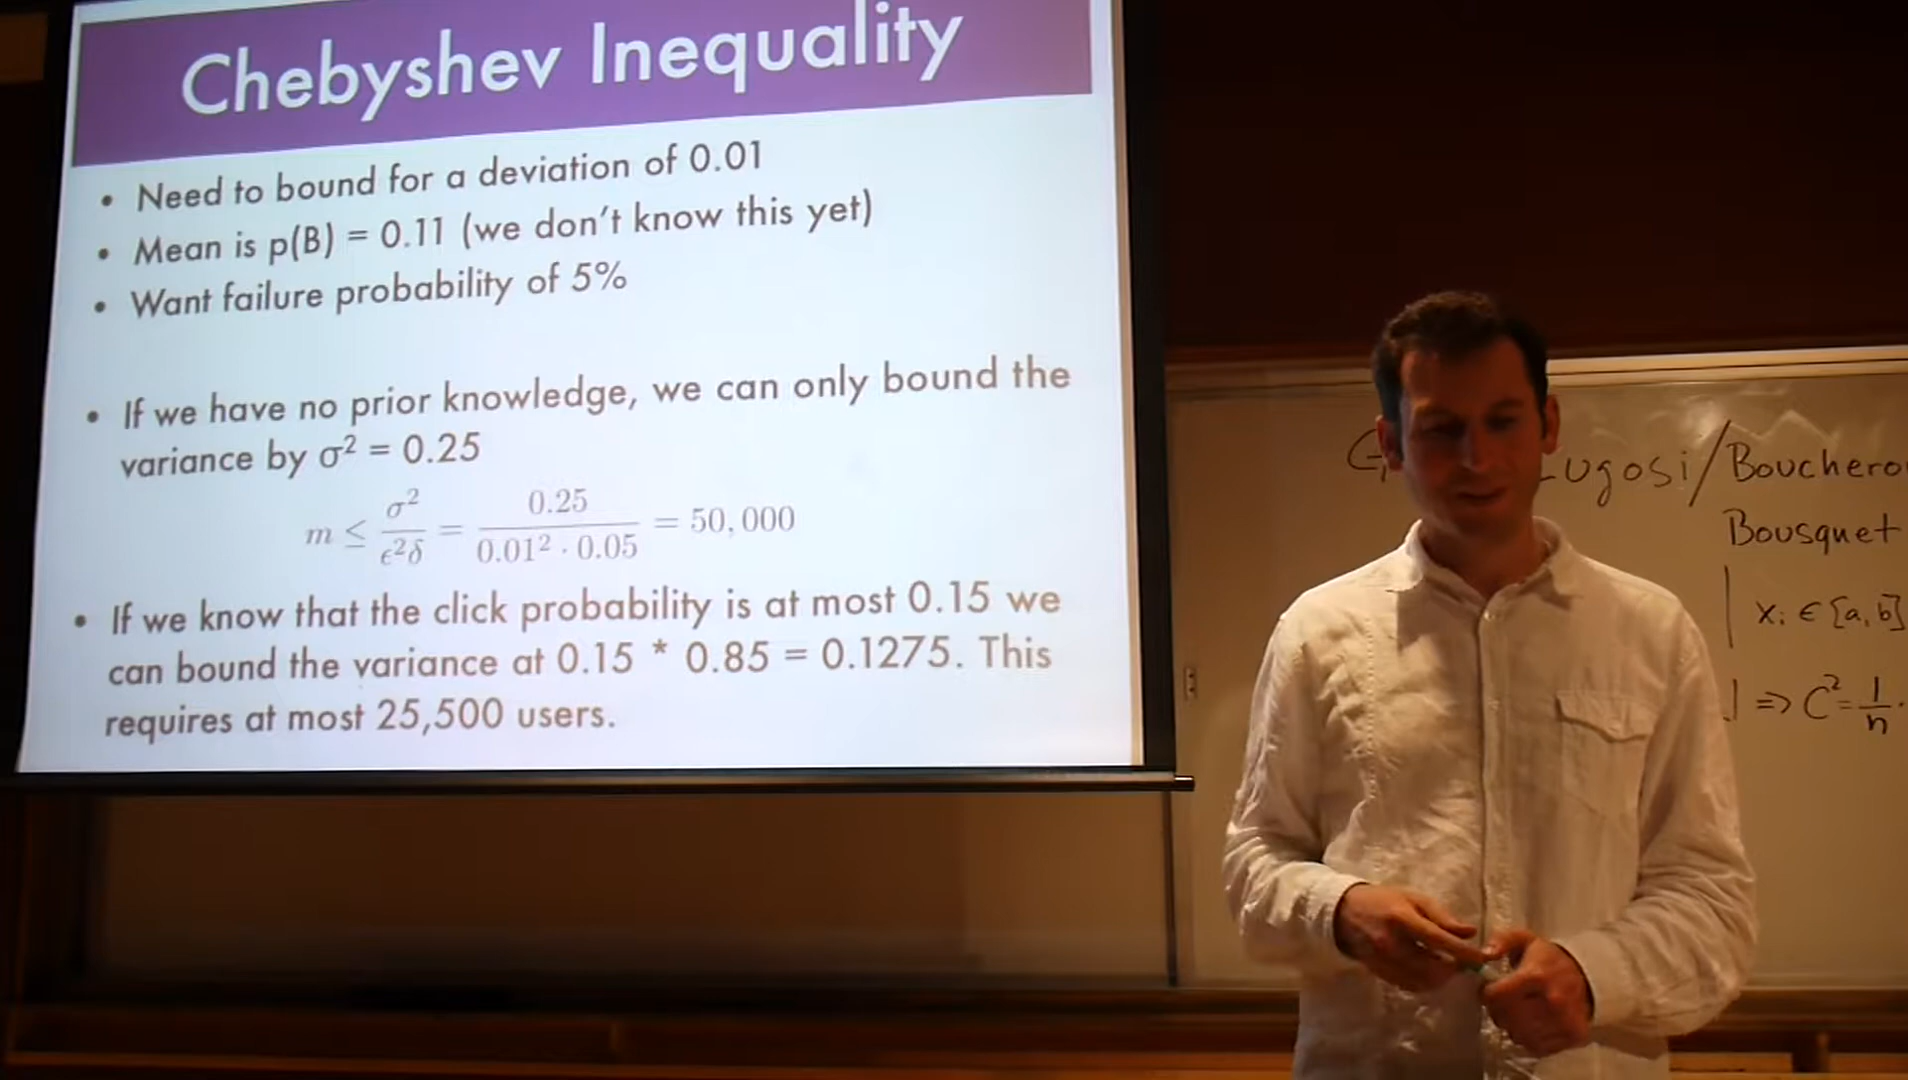 Chebyshev Inequality
• Need to bound for a deviation of 0.01
• Mean is p(B) = 0.11 (we don't know this yet)
• Want failure probability of 5%
• If we have no prior knowledge, we can only bound the
variance by σ² = 0.25
m ≤ σ²/ϵ²δ = 0.25/0.01² · 0.05 = 50,000
• If we know that the click probability is at most 0.15 we
can bound the variance at 0.15 * 0.85 = 0.1275. This
requires at most 25,500 users.
Lugosi/Bouchero
Bousquet
x_i ∈ [a,b]
⇒ C² = 1/n ·